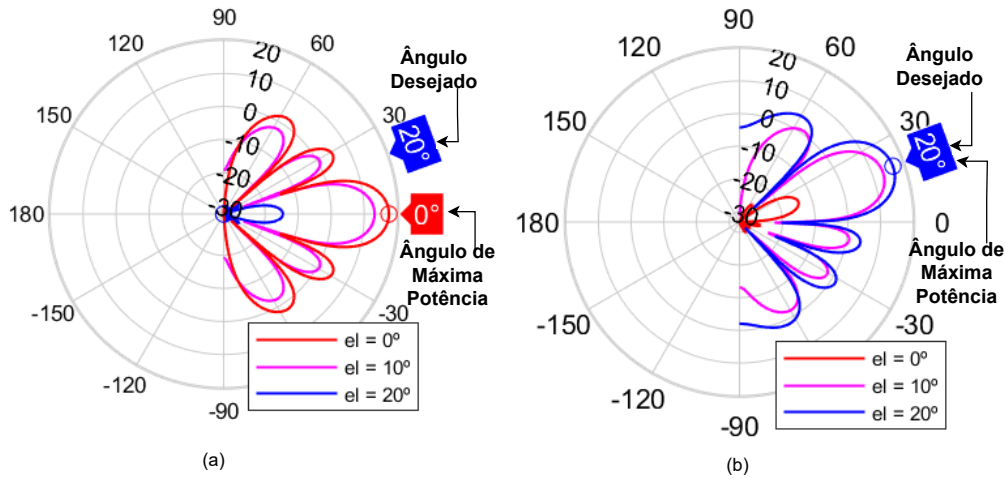 90
120
60
150
30
180
-150
-30
-120
-90
20
10
0
-10
-20
-30
Ângulo
Desejado
20°
0°
Ângulo de
Máxima
Potência
el = 0º
el = 10º
el = 20º
(a)
90
120
60
150
30
180
0
-150
-30
-120
-90
20
10
0
-10
-20
-30
Ângulo
Desejado
20°
Ângulo de
Máxima
Potência
el = 0º
el = 10º
el = 20º
(b)